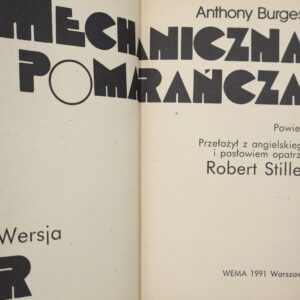 Anthony Burges
MECHANICZNA
POMARAŃCZA
Powie
Przełożył z angielskieg
i posłowiem opatrz
Robert Stille
Wersja
R
WEMA 1991 Warszaw